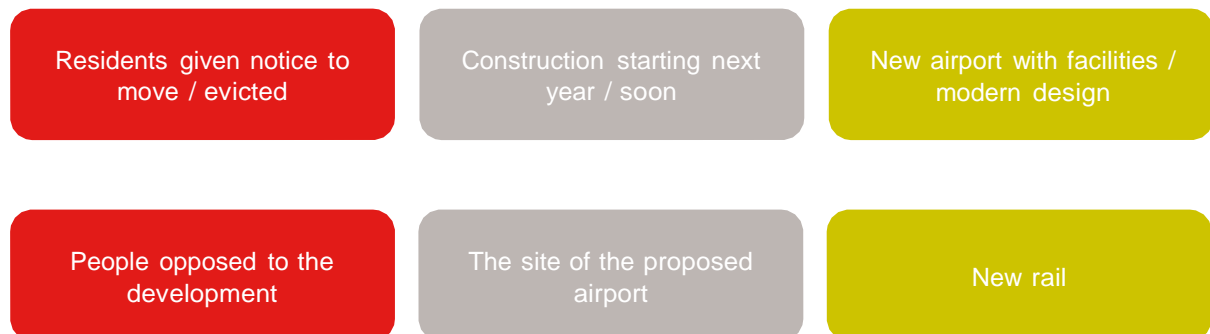 Residents given notice to
move / evicted
Construction starting next
year / soon
New airport with facilities /
modern design
People opposed to the
development
The site of the proposed
airport
New rail